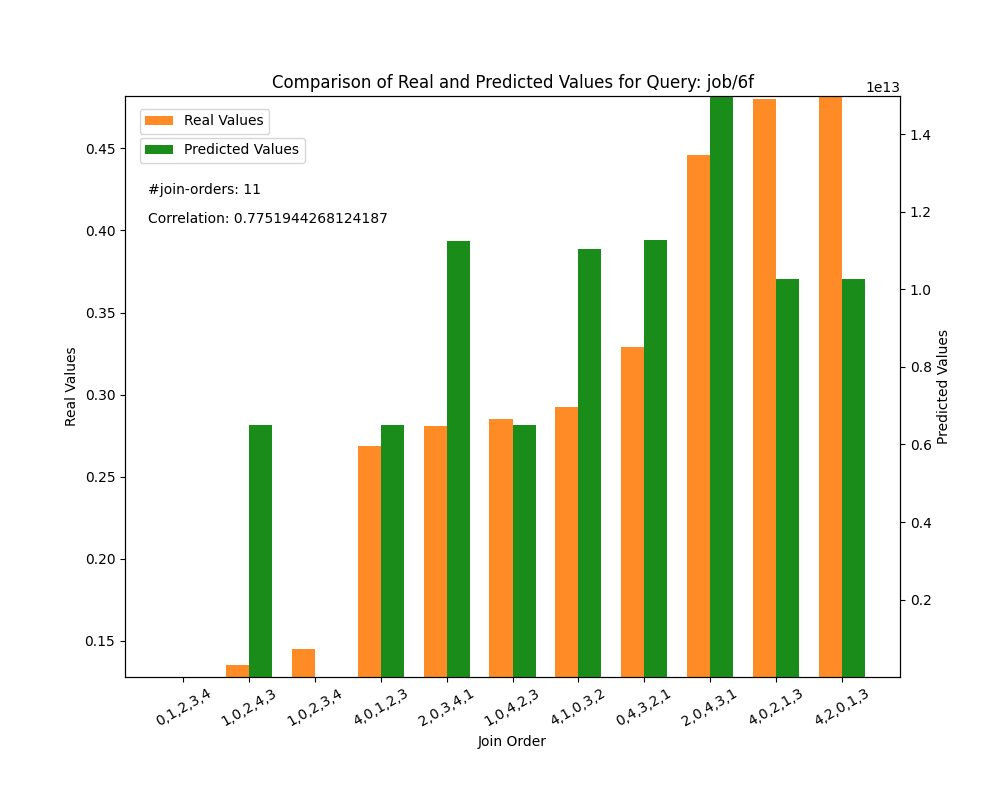 Comparison of Real and Predicted Values for Query: job/6f
1e13
Real Values
Predicted Values
#join-orders: 11
Correlation: 0.7751944268124187
0.45
0.40
0.35
0.30
0.25
0.20
0.15
Real Values
1.4
1.2
1.0
0.8
0.6
0.4
0.2
Predicted Values
0,1,2,3,4
1,0,2,4,3
1,0,2,3,4
4,0,1,2,3
2,0,3,4,1
1,0,4,2,3
4,1,0,3,2
0,4,3,2,1
2,0,4,3,1
4,0,2,1,3
4,2,0,1,3
Join Order